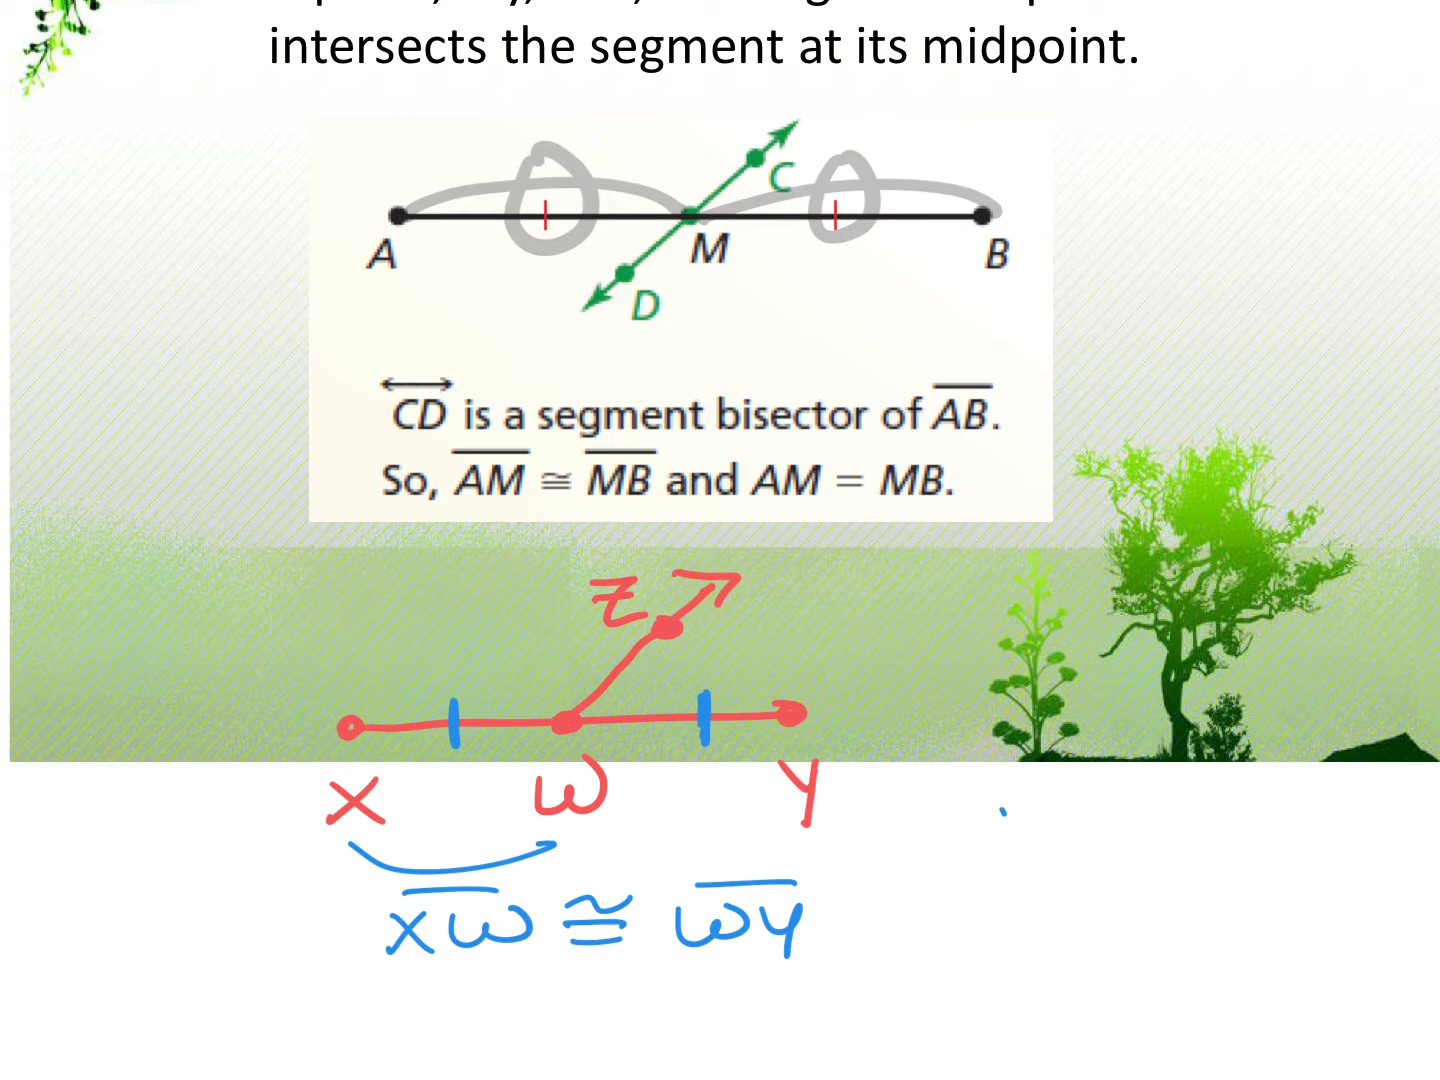 intersects the segment at its midpoint.
C
A M B
D
CD is a segment bisector of AB.
So, AM ≅ MB and AM = MB.
Z
X W Y
XW ≅ WY